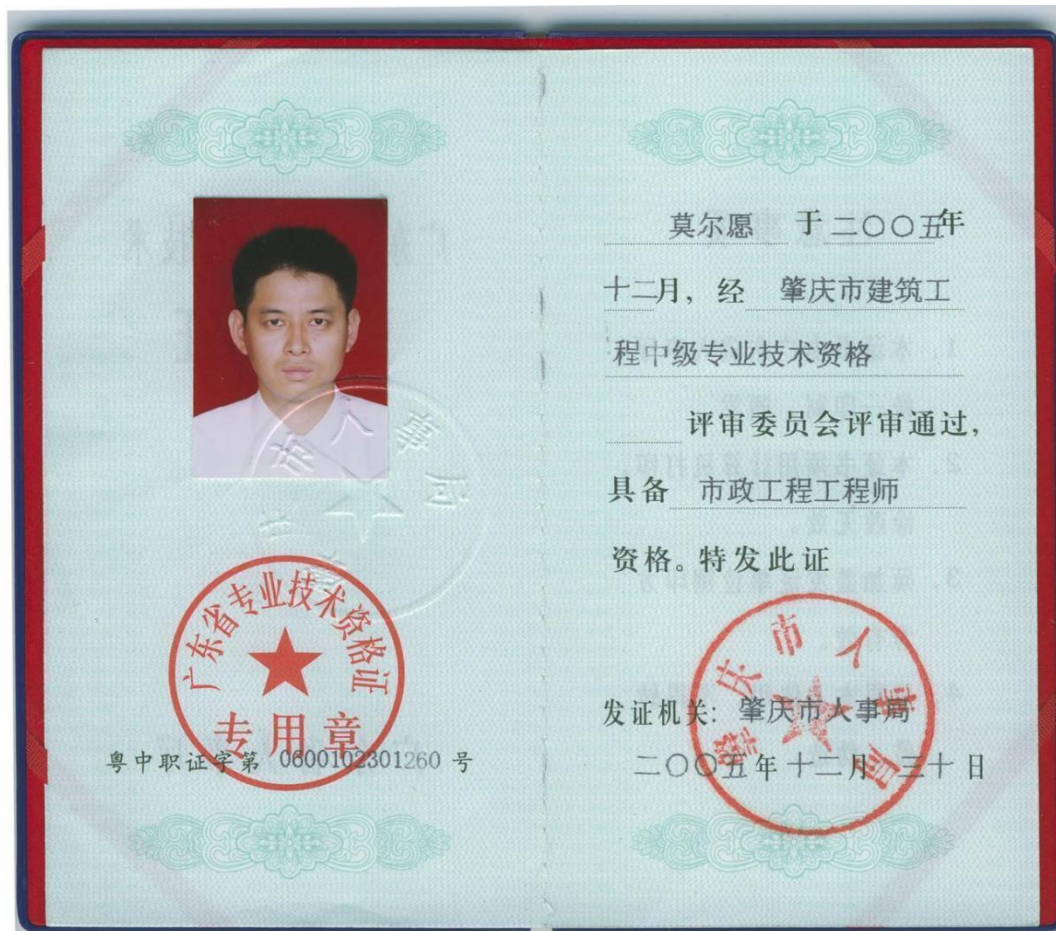 广东省专业技术资格证
专用章
粤中职证字第 0600102301260 号
莫尔愿 于二〇〇五年
十二月，经 肇庆市建筑工
程中级专业技术资格
评审委员会评审通过，
具备 市政工程工程师
资格。特发此证
肇庆市人事局
发证机关：肇庆市人事局
二〇〇五年十二月 三十日